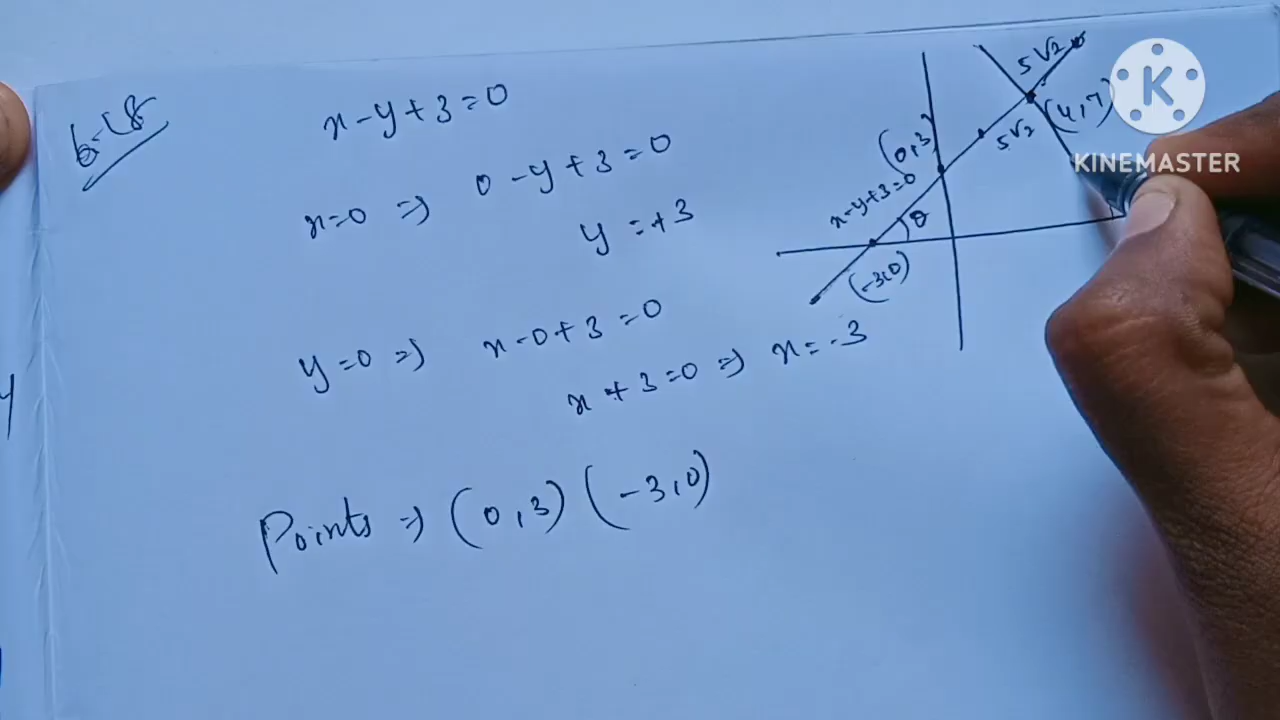 6.18
x-y+3=0
x=0 => 0-y+3=0
y=+3
y=0 => x-0+3=0
x+3=0 => x=-3
Points => (0,3) (-3,0)
5√2
(4,7)
5√2
(0,3)
x-y+3=0
θ
(-3,0)
K
KINEMASTER